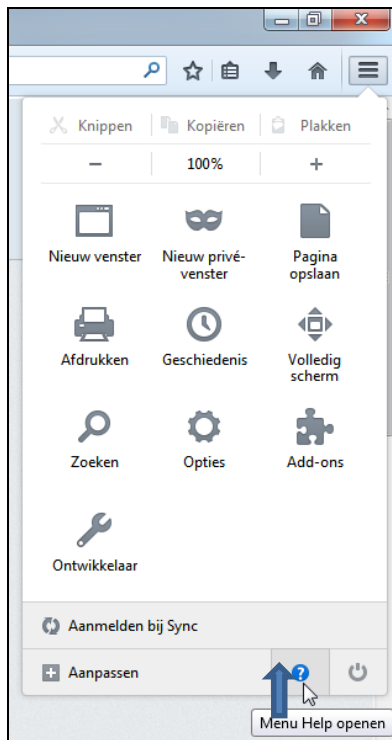 Knippen Kopiëren Plakken
− 100% +
Nieuw venster Nieuw privé- Pagina
venster opslaan
Afdrukken Geschiedenis Volledig
scherm
Zoeken Opties Add-ons
Ontwikkelaar
Aanmelden bij Sync
Aanpassen ?
Menu Help openen